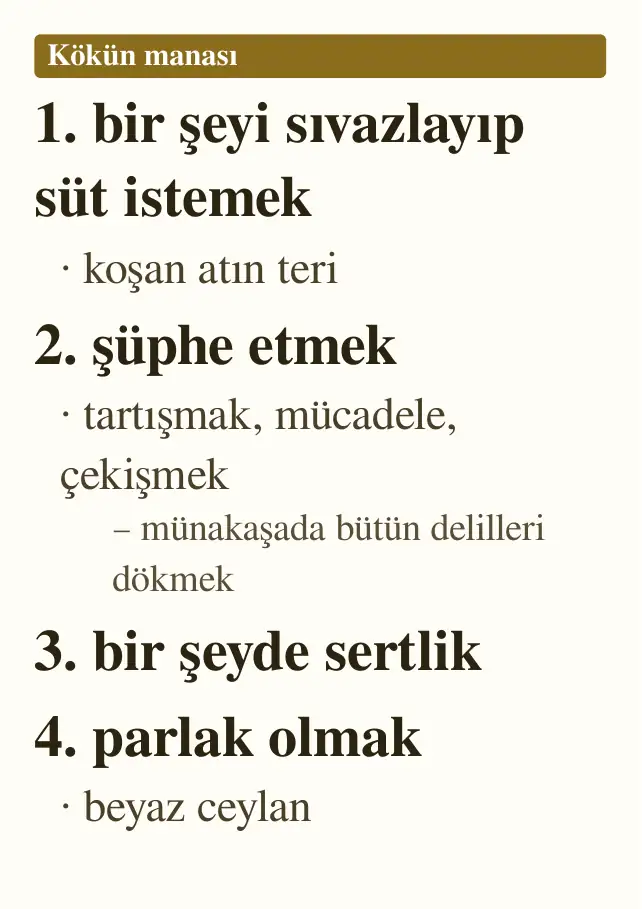 Kökün manası
1. bir şeyi sıvazlayıp
süt istemek
· koşan atın teri
2. şüphe etmek
· tartışmak, mücadele,
çekişmek
– münakaşada bütün delilleri
dökmek
3. bir şeyde sertlik
4. parlak olmak
· beyaz ceylan